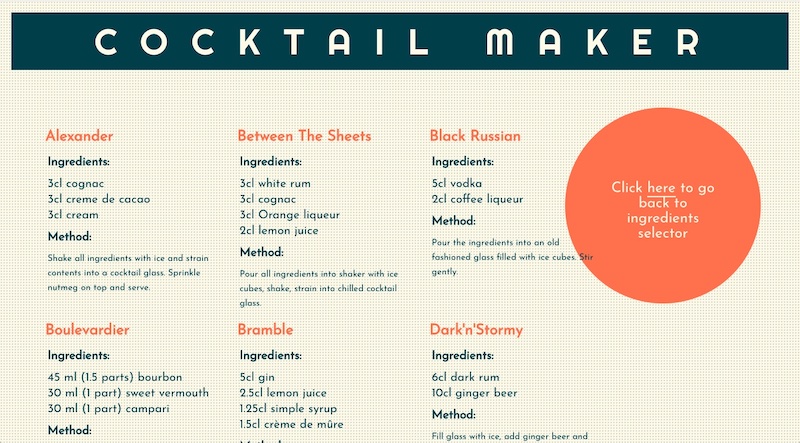 COCKTAIL MAKER
Alexander
Ingredients:
3cl cognac
3cl creme de cacao
3cl cream
Method:
Shake all ingredients with ice and strain
contents into a cocktail glass. Sprinkle
nutmeg on top and serve.
Between The Sheets
Ingredients:
3cl white rum
3cl cognac
3cl Orange liqueur
2cl lemon juice
Method:
Pour all ingredients into shaker with ice
cubes, shake, strain into chilled cocktail
glass.
Black Russian
Ingredients:
5cl vodka
2cl coffee liqueur
Method:
Pour the ingredients into an old
fashioned glass filled with ice cubes. Stir
gently.
Click here to go
back to
ingredients
selector
Boulevardier
Ingredients:
45 ml (1.5 parts) bourbon
30 ml (1 part) sweet vermouth
30 ml (1 part) campari
Method:
Bramble
Ingredients:
5cl gin
2.5cl lemon juice
1.25cl simple syrup
1.5cl crème de mûre
Method:
Dark'n'Stormy
Ingredients:
6cl dark rum
10cl ginger beer
Method:
Fill glass with ice, add ginger beer and